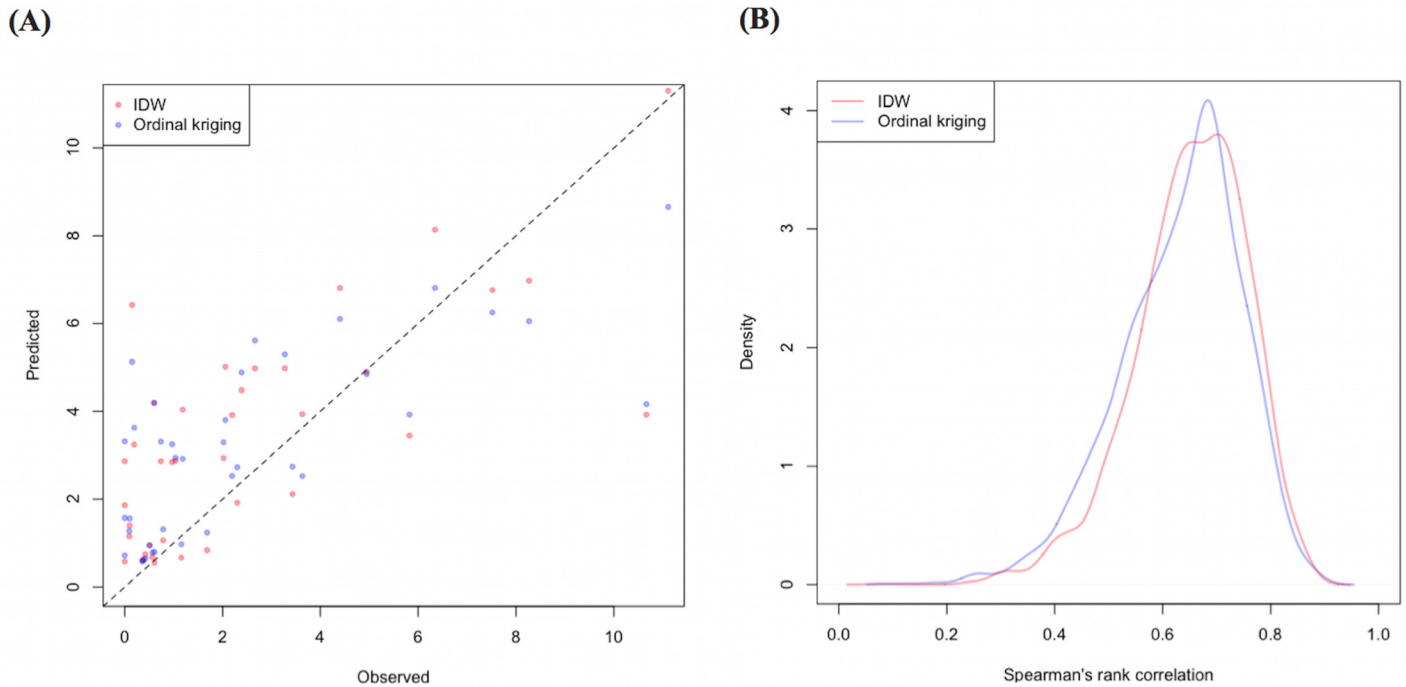 (A)
(B)
IDW
Ordinal kriging
Predicted
0
2
4
6
8
10
0
2
4
6
8
10
Observed
IDW
Ordinal kriging
Density
0
1
2
3
4
0.0
0.2
0.4
0.6
0.8
1.0
Spearman's rank correlation